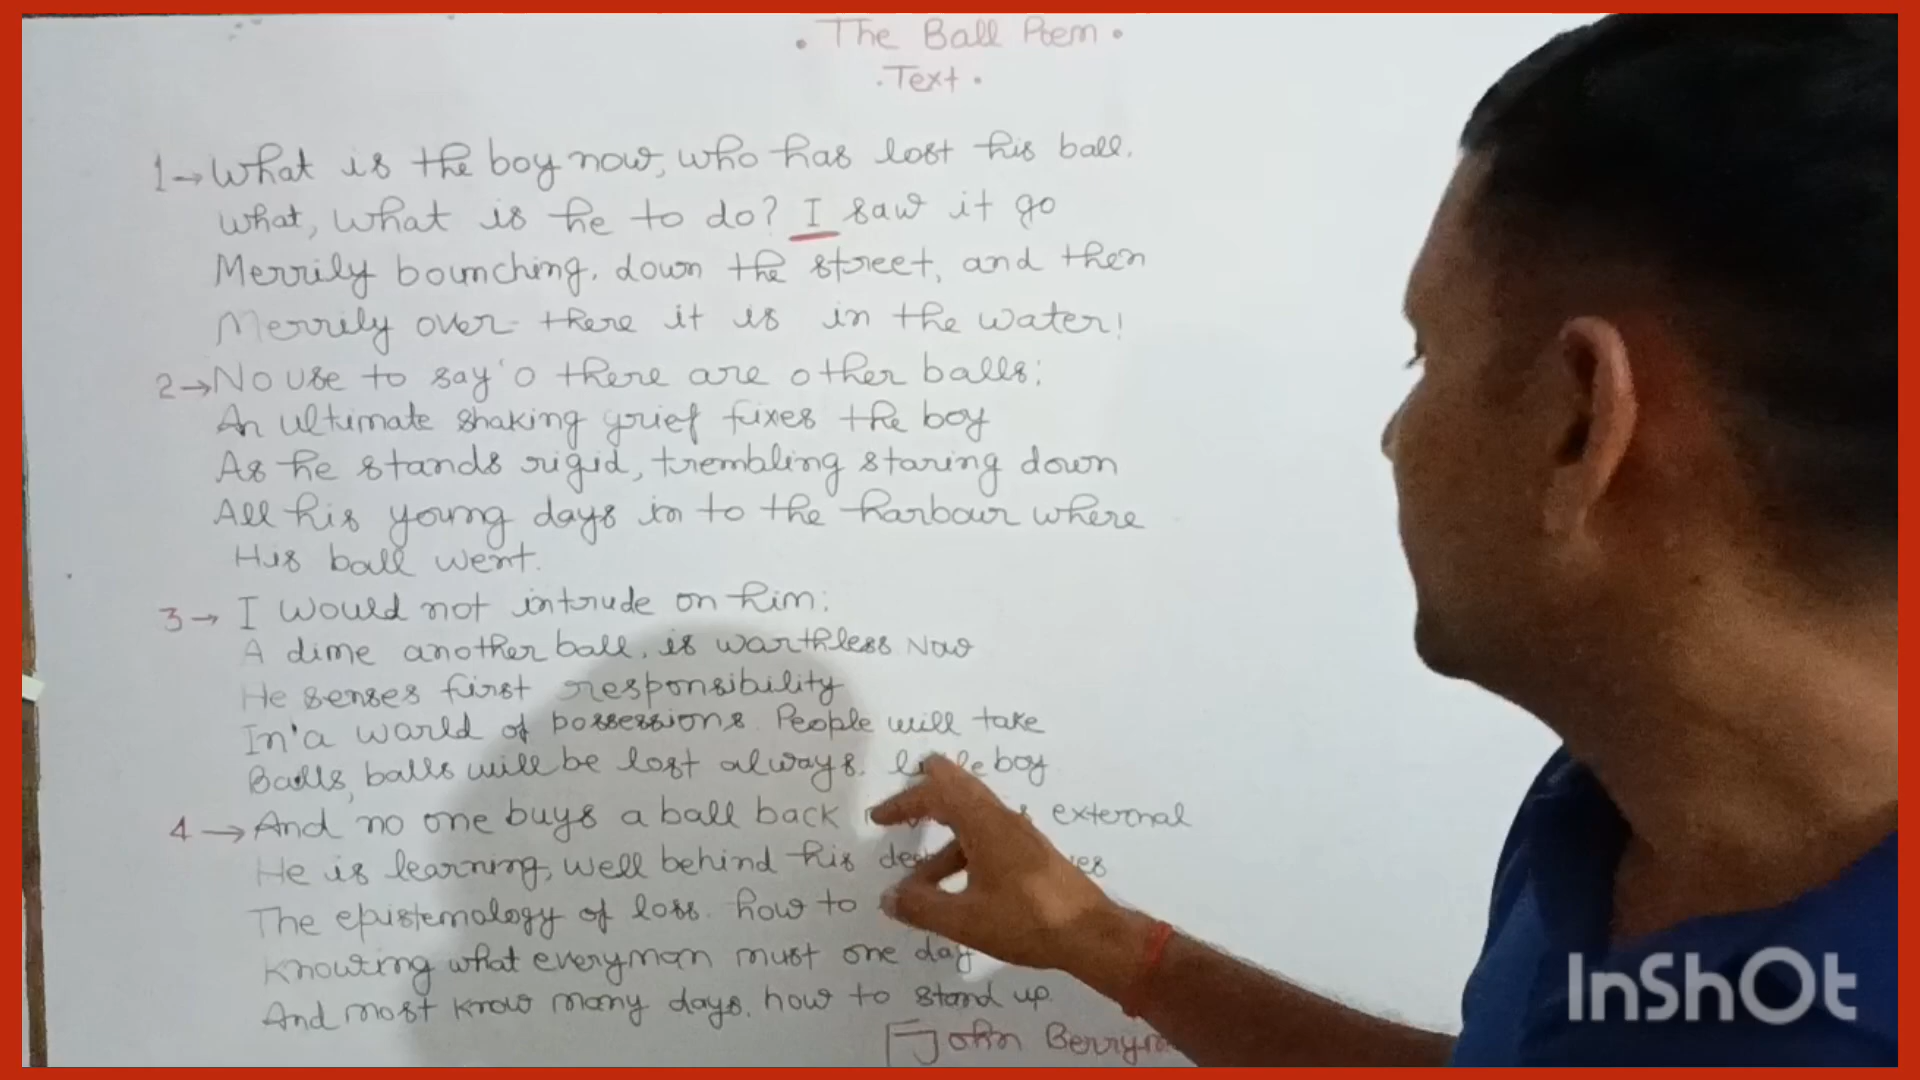 . The Ball Poem .
. Text .
1→ What is the boy now, who has lost his ball.
What, what is he to do? I saw it go
Merrily bounching, down the street, and then
Merrily over there it is in the water!
2→ No use to say 'o there are other balls;
An ultimate shaking grief fixes the boy
As he stands rigid, trembling staring down
All his young days in to the harbour where
His ball went.
3→ I would not intrude on him;
A dime another ball, is warthless Now
He senses first responsibility
In'a world of possessions. People will take
Balls, balls will be lost always, boy
4→ And no one buys a ball back external
He is learning, well behind his
The epistemology of loss. how to
Knowing what everyman must one day
And most know many days, how to stand up.
John
InShOt